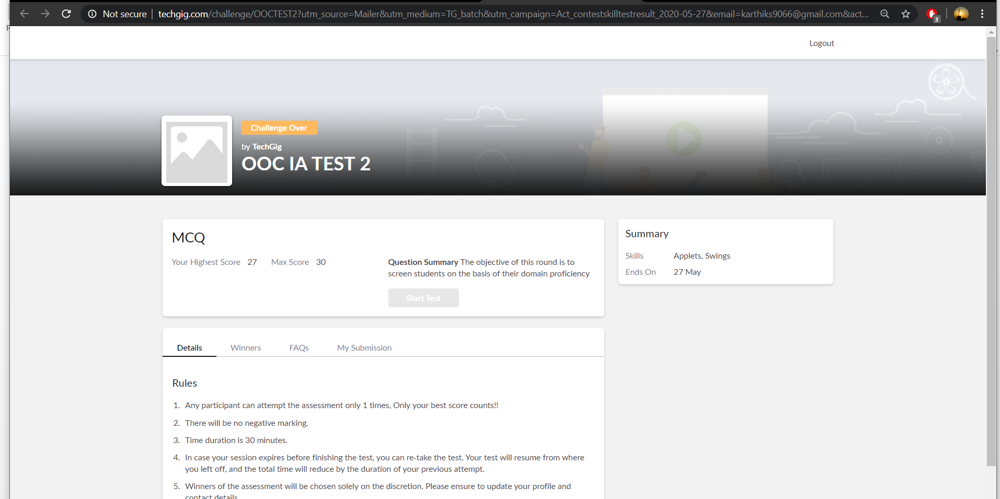 Not secure | techgig.com/challenge/OOCTEST2?utm_source=Mailer&utm_medium=TG_batch&utm_campaign=Act_contestskilltestresult_2020-05-27&email=karthiks9066@gmail.com&act...
3
Logout
Challenge Over
by TechGig
OOC IA TEST 2
MCQ
Your Highest Score 27 Max Score 30
Question Summary The objective of this round is to
screen students on the basis of their domain proficiency
Start Test
Summary
Skills Applets, Swings
Ends On 27 May
Details Winners FAQs My Submission
Rules
1. Any participant can attempt the assessment only 1 times, Only your best score counts!!
2. There will be no negative marking.
3. Time duration is 30 minutes.
4. In case your session expires before finishing the test, you can re-take the test. Your test will resume from where
you left off, and the total time will reduce by the duration of your previous attempt.
5. Winners of the assessment will be chosen solely on the discretion. Please ensure to update your profile and
contact details